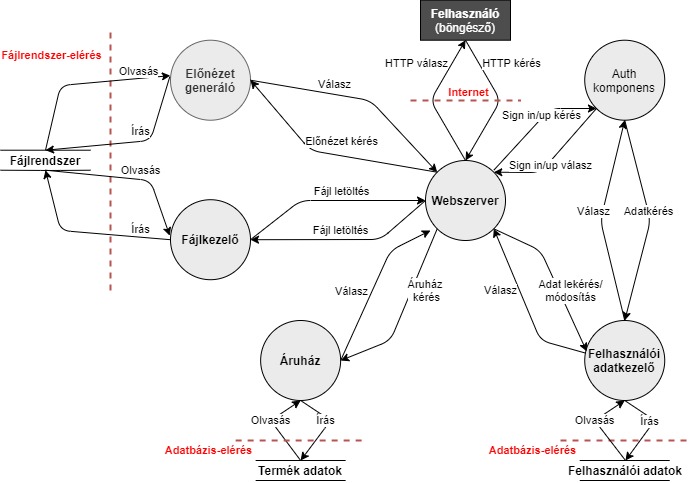 Felhasználó
(böngésző)
Fájlrendszer-elérés
Olvasás
Előnézet
generáló
Válasz
HTTP válasz
HTTP kérés
Internet
Auth
komponens
Sign in/up kérés
Írás
Előnézet kérés
Fájlrendszer
Olvasás
Sign in/up válasz
Fájl letöltés
Webszerver
Válasz
Adatkérés
Írás
Fájlkezelő
Fájl letöltés
Válasz
Áruház
kérés
Válasz
Adat lekérés/
módosítás
Áruház
Felhasználói
adatkezelő
Olvasás
Írás
Olvasás
Írás
Adatbázis-elérés
Adatbázis-elérés
Termék adatok
Felhasználói adatok